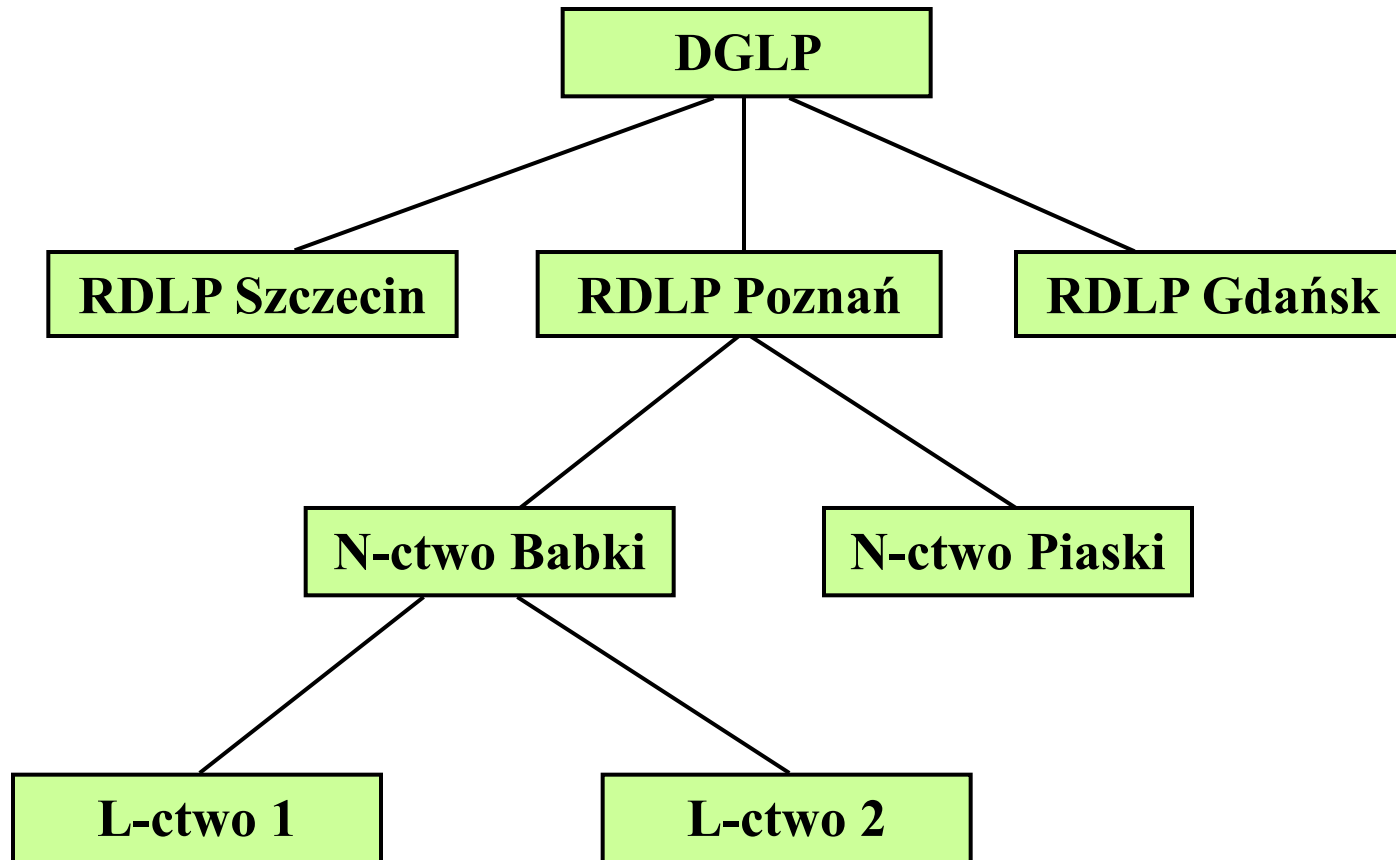 DGLP
RDLP Szczecin
RDLP Poznań
RDLP Gdańsk
N-ctwo Babki
N-ctwo Piaski
L-ctwo 1
L-ctwo 2